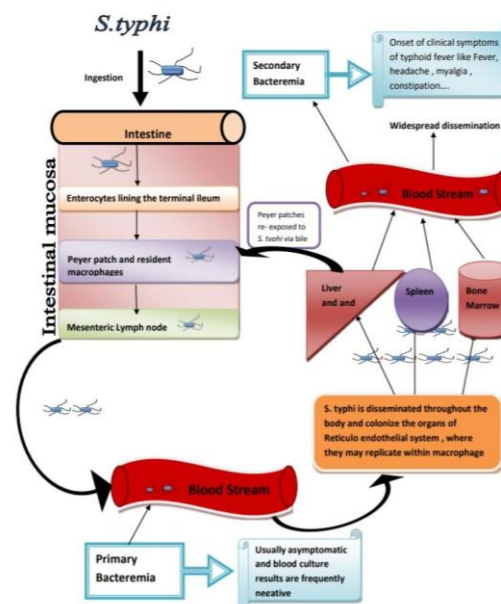 S.typhi
Ingestion
Intestine
Intestinal mucosa
Enterocytes lining the terminal ileum
Peyer patch and resident
macrophages
Mesenteric Lymph node
Peyer patches
re- exposed to
S. typhi via bile
Blood Stream
Primary
Bacteremia
Usually asymptomatic
and blood culture
results are frequently
negative
S. typhi is disseminated throughout the
body and colonize the organs of
Reticulo endothelial system , where
they may replicate within macrophage
Liver
and and
Spleen
Bone
Marrow
Blood Stream
Widespread dissemination
Secondary
Bacteremia
Onset of clinical symptoms
of typhoid fever like Fever,
headache , myalgia ,
constipation....